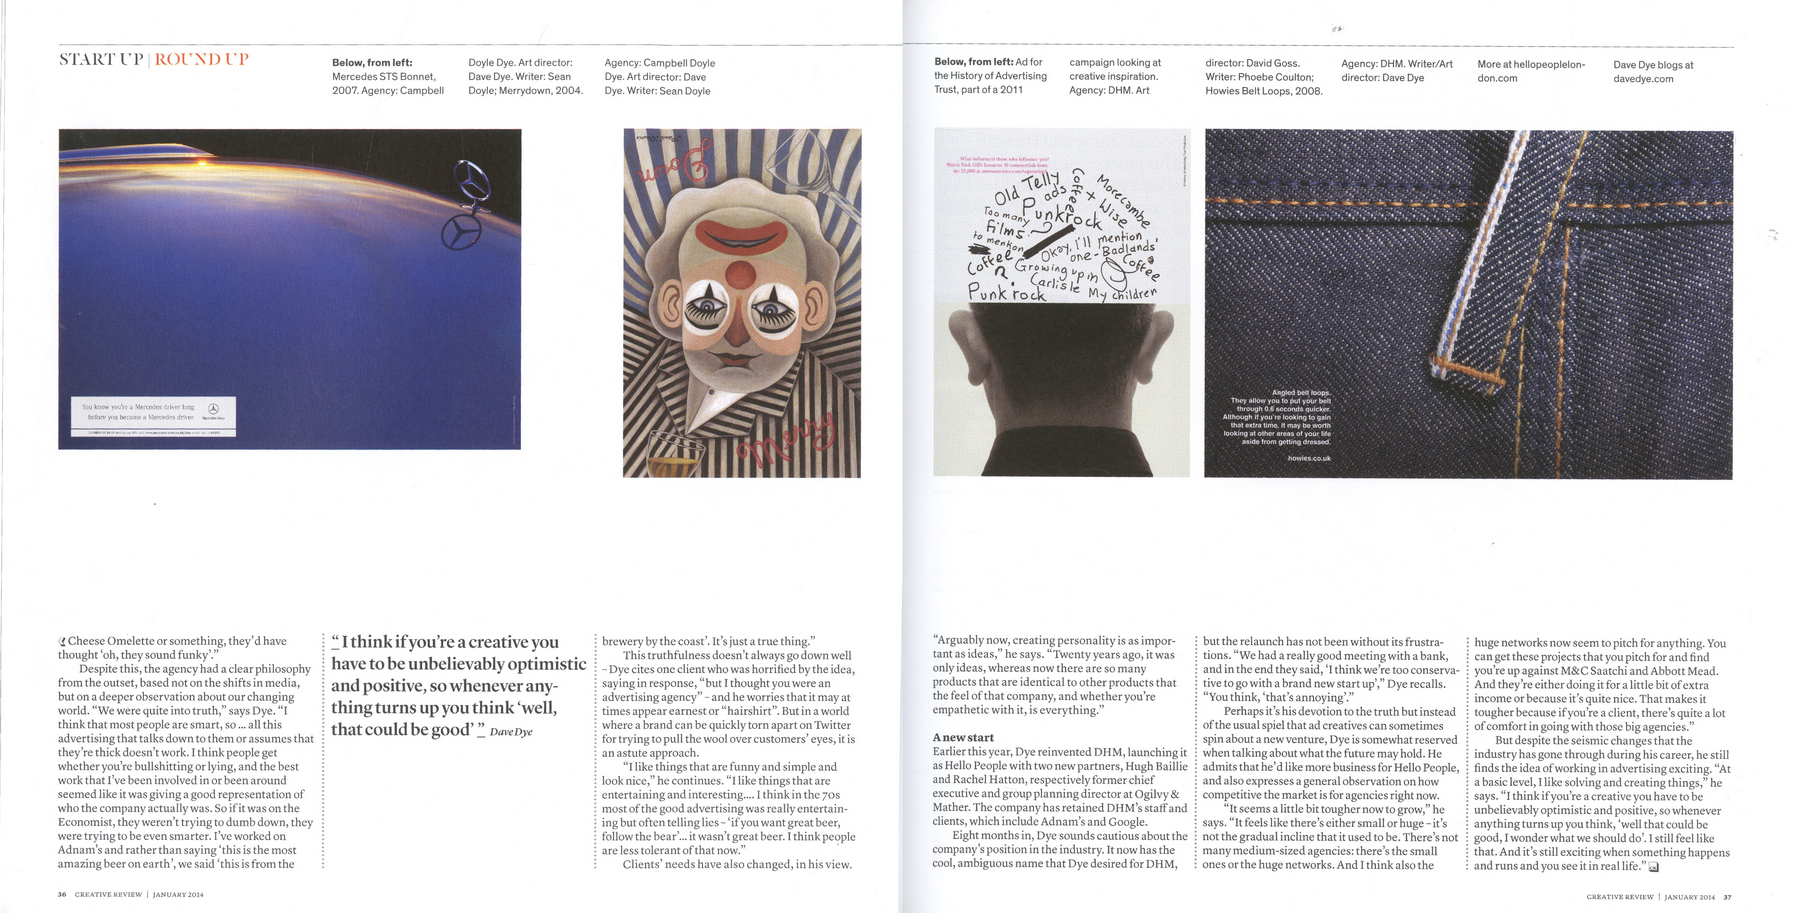 START UP | ROUND UP
Below, from left:
Mercedes STS Bonnet,
2007. Agency: Campbell
Doyle Dye. Art director:
Dave Dye. Writer: Sean
Doyle; Merrydown, 2004.
Agency: Campbell Doyle
Dye. Art director: Dave
Dye. Writer: Sean Doyle
You know you're a Mercedes driver long
before you become a Mercedes driver.
Mercedes-Benz
Down
Merry
“Cheese Omelette or something, they’d have
thought ‘oh, they sound funky’.”
Despite this, the agency had a clear philosophy
from the outset, based not on the shifts in media,
but on a deeper observation about our changing
world. “We were quite into truth,” says Dye. “I
think that most people are smart, so ... all this
advertising that talks down to them or assumes that
they’re thick doesn’t work. I think people get
whether you’re bullshitting or lying, and the best
work that I’ve been involved in or been around
seemed like it was giving a good representation of
who the company actually was. So if it was on the
Economist, they weren’t trying to dumb down, they
were trying to be even smarter. I’ve worked on
Adnam’s and rather than saying ‘this is the most
amazing beer on earth’, we said ‘this is from the
“I think if you’re a creative you
have to be unbelievably optimistic
and positive, so whenever any-
thing turns up you think ‘well,
that could be good’ ” Dave Dye
brewery by the coast’. It’s just a true thing.”
This truthfulness doesn’t always go down well
– Dye cites one client who was horrified by the idea,
saying in response, “but I thought you were an
advertising agency” – and he worries that it may at
times appear earnest or “hairshirt”. But in a world
where a brand can be quickly torn apart on Twitter
for trying to pull the wool over customers’ eyes, it is
an astute approach.
“I like things that are funny and simple and
look nice,” he continues. “I like things that are
entertaining and interesting.... I think in the 70s
most of the good advertising was really entertain-
ing but often telling lies – ‘if you want great beer,
follow the bear’... it wasn’t great beer. I think people
are less tolerant of that now.”
Clients’ needs have also changed, in his view.
36 CREATIVE REVIEW | JANUARY 2014
Below, from left: Ad for
the History of Advertising
Trust, part of a 2011
campaign looking at
creative inspiration.
Agency: DHM. Art
director: David Goss.
Writer: Phoebe Coulton;
Howies Belt Loops, 2008.
Agency: DHM. Writer/Art
director: Dave Dye
More at hellopeoplelon-
don.com
Dave Dye blogs at
davedye.com
What influenced those who influence you?
Old Telly
ads
Coffee
Morecambe
+ Wise
Too many
films
to mention
Punk rock
Okay, I'll mention
one - Badlands'
Coffee
?
Growing up in
Carlisle
Coffee
Punk rock
My children
Angled belt loops.
They allow you to put your belt
through 0.6 seconds quicker.
Although if you're looking to gain
that extra time, it may be worth
looking at other areas of your life
aside from getting dressed.
howies.co.uk
“Arguably now, creating personality is as impor-
tant as ideas,” he says. “Twenty years ago, it was
only ideas, whereas now there are so many
products that are identical to other products that
the feel of that company, and whether you’re
empathetic with it, is everything.”
A new start
Earlier this year, Dye reinvented DHM, launching it
as Hello People with two new partners, Hugh Baillie
and Rachel Hatton, respectively former chief
executive and group planning director at Ogilvy &
Mather. The company has retained DHM’s staff and
clients, which include Adnam’s and Google.
Eight months in, Dye sounds cautious about the
company’s position in the industry. It now has the
cool, ambiguous name that Dye desired for DHM,
but the relaunch has not been without its frustra-
tions. “We had a really good meeting with a bank,
and in the end they said, ‘I think we’re too conserva-
tive to go with a brand new start up’,” Dye recalls.
“You think, ‘that’s annoying’.”
Perhaps it’s his devotion to the truth but instead
of the usual spiel that ad creatives can sometimes
spin about a new venture, Dye is somewhat reserved
when talking about what the future may hold. He
admits that he’d like more business for Hello People,
and also expresses a general observation on how
competitive the market is for agencies right now.
“It seems a little bit tougher now to grow,” he
says. “It feels like there’s either small or huge – it’s
not the gradual incline that it used to be. There’s not
many medium-sized agencies: there’s the small
ones or the huge networks. And I think also the
huge networks now seem to pitch for anything. You
can get these projects that you pitch for and find
you’re up against M&C Saatchi and Abbott Mead.
And they’re either doing it for a little bit of extra
income or because it’s quite nice. That makes it
tougher because if you’re a client, there’s quite a lot
of comfort in going with those big agencies.”
But despite the seismic changes that the
industry has gone through during his career, he still
finds the idea of working in advertising exciting. “At
a basic level, I like solving and creating things,” he
says. “I think if you’re a creative you have to be
unbelievably optimistic and positive, so whenever
anything turns up you think, ‘well that could be
good, I wonder what we should do’. I still feel like
that. And it’s still exciting when something happens
and runs and you see it in real life.”
CREATIVE REVIEW | JANUARY 2014 37